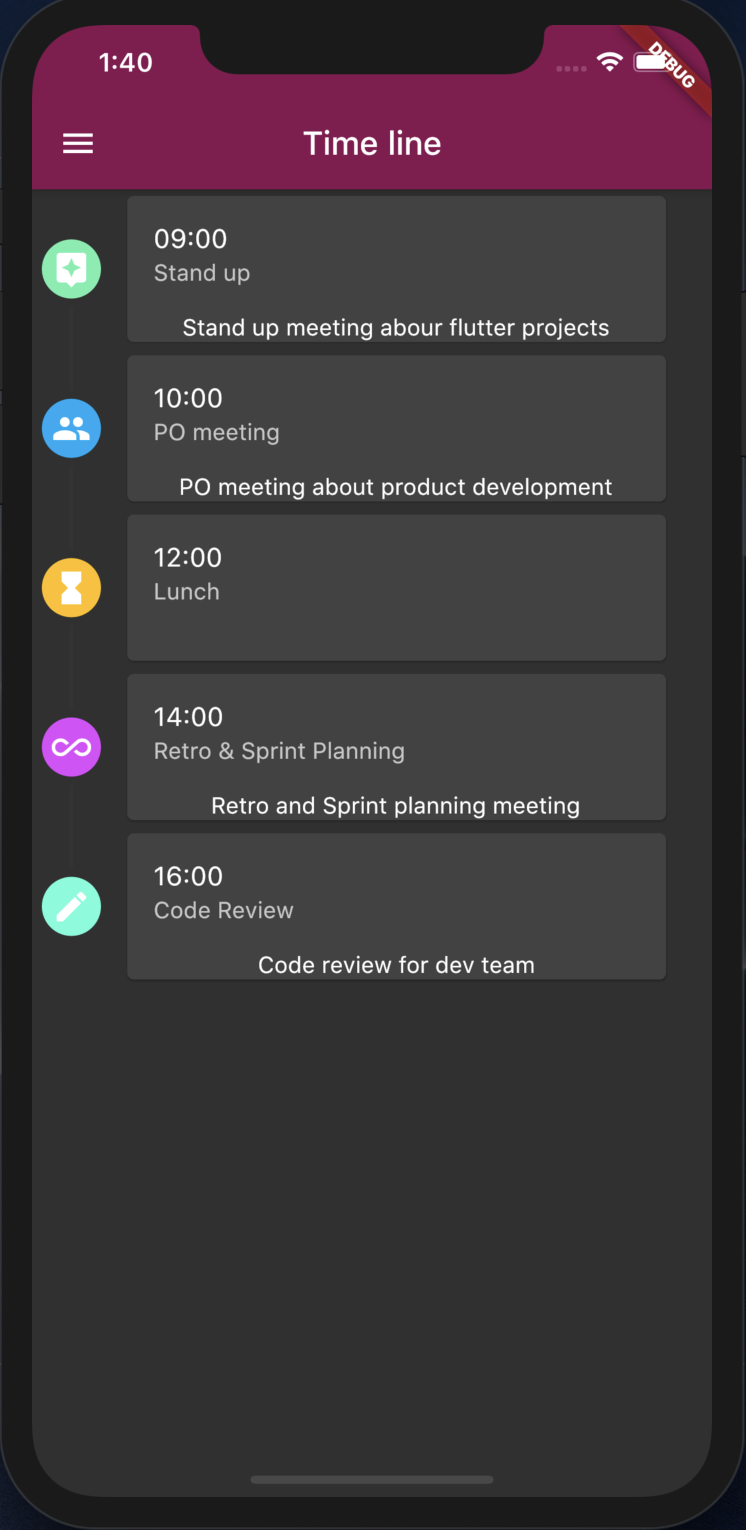 1:40
DEBUG
Time line
09:00
Stand up
Stand up meeting abour flutter projects
10:00
PO meeting
PO meeting about product development
12:00
Lunch
14:00
Retro & Sprint Planning
Retro and Sprint planning meeting
16:00
Code Review
Code review for dev team